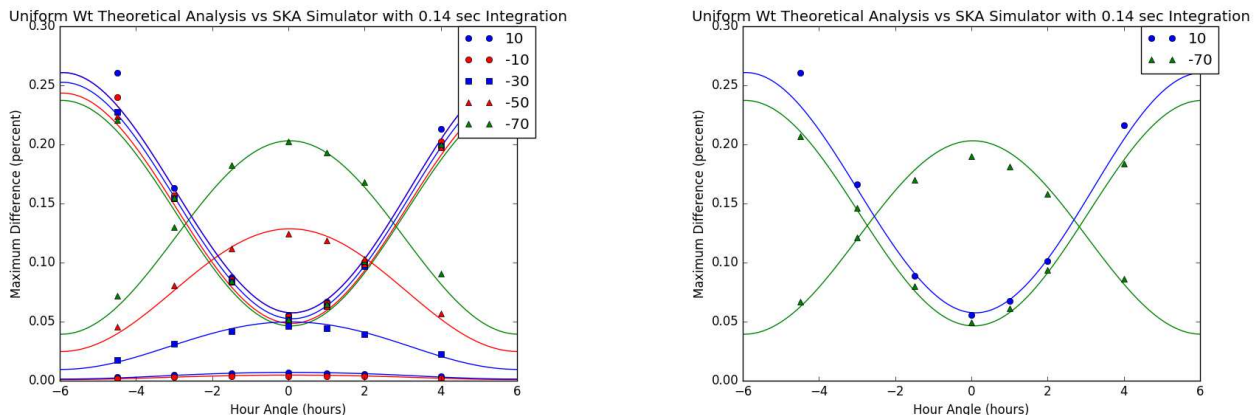 Uniform Wt Theoretical Analysis vs SKA Simulator with 0.14 sec Integration
0.30
0.25
0.20
0.15
0.10
0.05
0.00
Maximum Difference (percent)
10
-10
-30
-50
-70
−6 −4 −2 0 2 4 6
Hour Angle (hours)
Uniform Wt Theoretical Analysis vs SKA Simulator with 0.14 sec Integration
0.30
0.25
0.20
0.15
0.10
0.05
0.00
Maximum Difference (percent)
10
-70
−6 −4 −2 0 2 4 6
Hour Angle (hours)